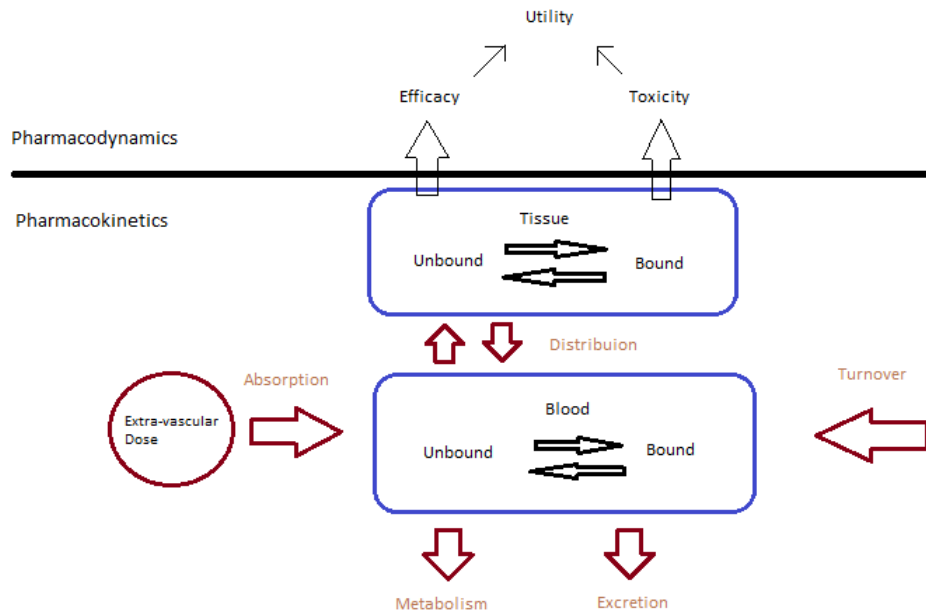 Utility
Efficacy
Toxicity
Pharmacodynamics
Pharmacokinetics
Tissue
Unbound
Bound
Distribuion
Absorption
Turnover
Extra-vascular
Dose
Blood
Unbound
Bound
Metabolism
Excretion